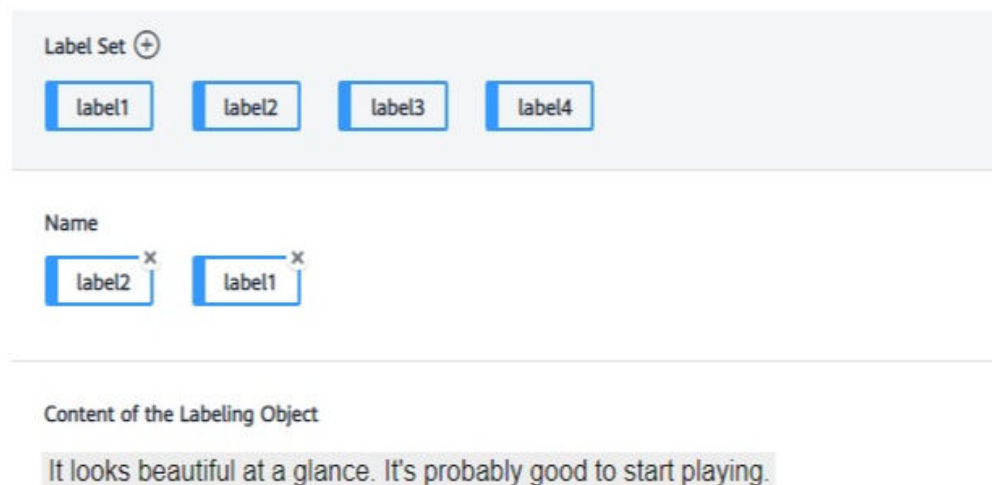 Label Set
label1 label2 label3 label4
Name
label2 label1
Content of the Labeling Object
It looks beautiful at a glance. It's probably good to start playing.